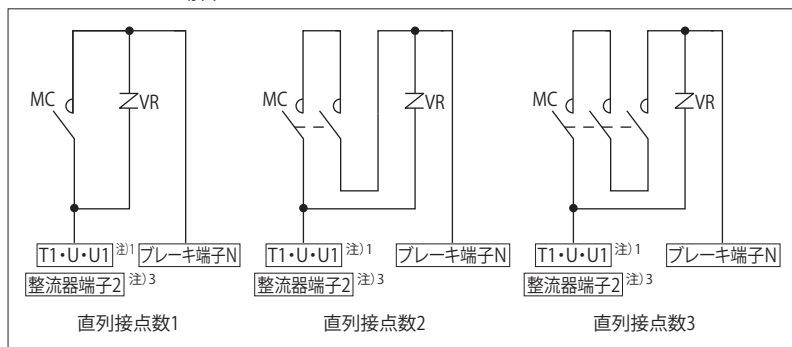 MC VR MC VR MC VR
T1・U・U1 注)1 ブレーキ端子N T1・U・U1 注)1 ブレーキ端子N T1・U・U1 注)1 ブレーキ端子N
整流器端子2 注)3 整流器端子2 注)3 整流器端子2 注)3
直列接点数1 直列接点数2 直列接点数3